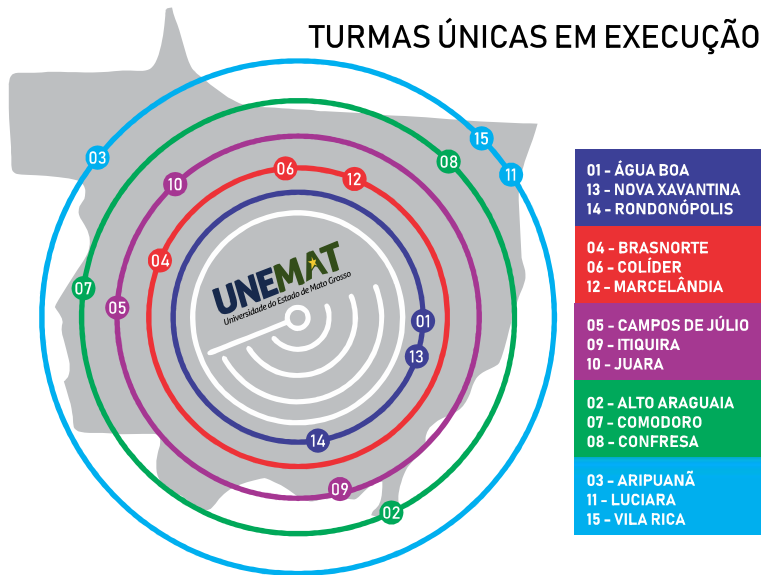 TURMAS ÚNICAS EM EXECUÇÃO
15
03
08
11
06
12
10
04
UNEMAT
Universidade do Estado de Mato Grosso
07
05
01
13
14
09
02
01 - ÁGUA BOA
13 - NOVA XAVANTINA
14 - RONDONÓPOLIS
04 - BRASNORTE
06 - COLÍDER
12 - MARCELÂNDIA
05 - CAMPOS DE JÚLIO
09 - ITIQUIRA
10 - JUARA
02 - ALTO ARAGUAIA
07 - COMODORO
08 - CONFRESA
03 - ARIPUANÃ
11 - LUCIARA
15 - VILA RICA